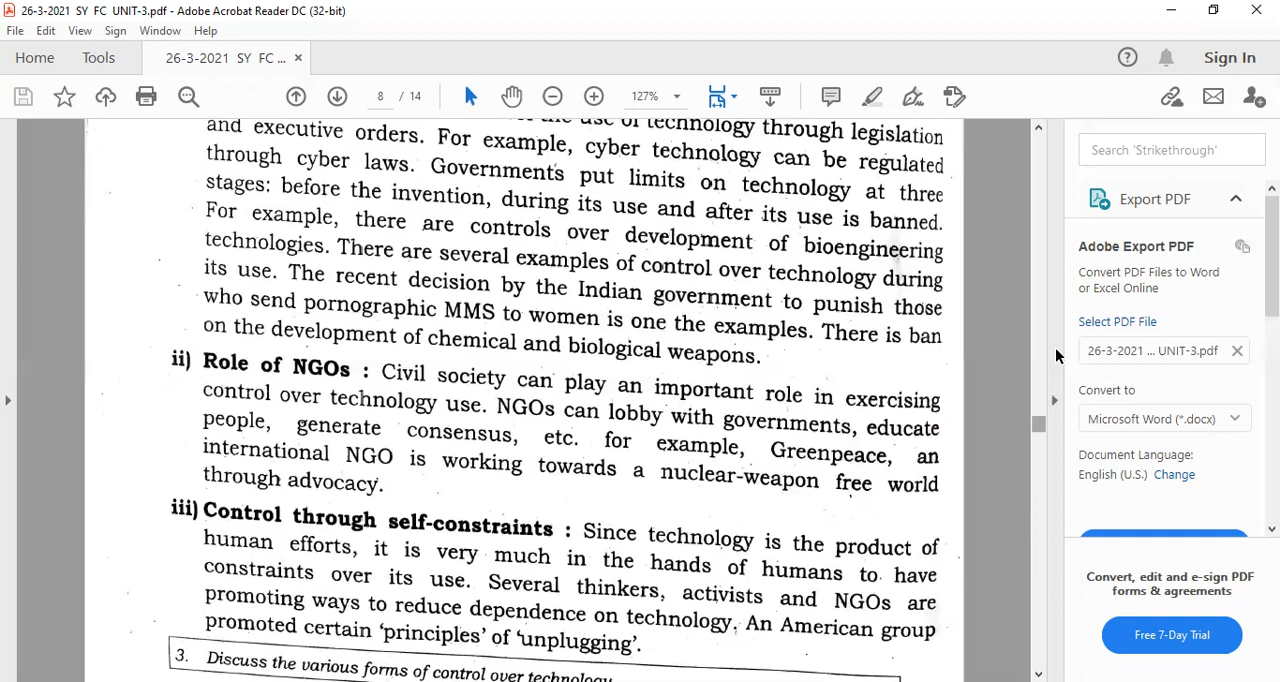 26-3-2021 SY FC UNIT-3.pdf - Adobe Acrobat Reader DC (32-bit)
File Edit View Sign Window Help
Home Tools 26-3-2021 SY FC ... × Sign In
8 / 14 127%
use of technology through legislation
and executive orders. For example, cyber technology can be regulated
through cyber laws. Governments put limits on technology at three
stages: before the invention, during its use and after its use is banned.
For example, there are controls over development of bioengineering
technologies. There are several examples of control over technology during
its use. The recent decision by the Indian government to punish those
who send pornographic MMS to women is one the examples. There is ban
on the development of chemical and biological weapons.
ii) Role of NGOs : Civil society can play an important role in exercising
control over technology use. NGOs can lobby with governments, educate
people, generate consensus, etc. for example, Greenpeace, an
international NGO is working towards a nuclear-weapon free world
through advocacy.
iii) Control through self-constraints : Since technology is the product of
human efforts, it is very much in the hands of humans to have
constraints over its use. Several thinkers, activists and NGOs are
promoting ways to reduce dependence on technology. An American group
promoted certain 'principles' of 'unplugging'.
3. Discuss the various forms of control over technology
Search 'Strikethrough'
Export PDF
Adobe Export PDF
Convert PDF Files to Word
or Excel Online
Select PDF File
26-3-2021 ... UNIT-3.pdf
Convert to
Microsoft Word (*.docx)
Document Language:
English (U.S.) Change
Convert, edit and e-sign PDF
forms & agreements
Free 7-Day Trial